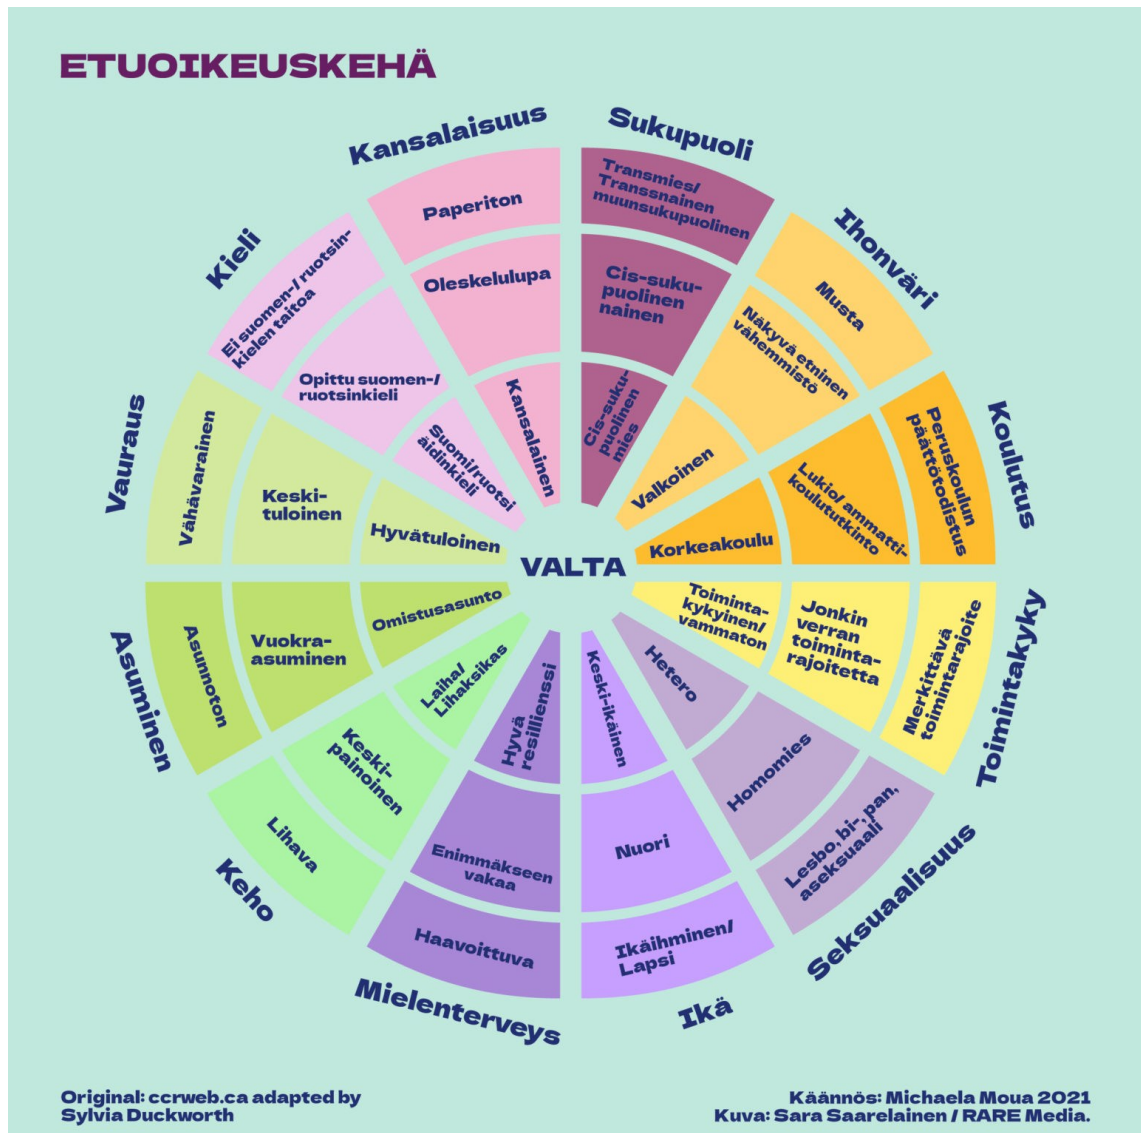 ETUOIKEUSKEHÄ
Sukupuoli
Transmies/
Transsnainen
muunsukupuolinen
Cis-suku-
puolinen
nainen
Cis-suku-
puolinen
mies
Ihonväri
Musta
Näkyvä etninen
vähemmistö
Valkoinen
Koulutus
Peruskoulun
päättötodistus
Lukio/ ammatti-
koulututkinto
Korkeakoulu
Toimintakyky
Merkittävä
toimintarajoite
Jonkin
verran
toiminta-
rajoitetta
Toiminta-
kykyinen/
vammaton
Seksuaalisuus
Lesbo, bi-, pan,
aseksuaali
Homomies
Hetero
Ikä
Ikäihminen/
Lapsi
Nuori
Keski-ikäinen
Mielenterveys
Haavoittuva
Enimmäkseen
vakaa
Hyvä
resillienssi
Keho
Lihava
Keski-
painoinen
Laiha/
Lihaksikas
Asuminen
Asunnoton
Vuokra-
asuminen
Omistusasunto
Vauraus
Vähävarainen
Keski-
tuloinen
Hyvätuloinen
Kieli
Ei suomen-/ ruotsin-
kielen taitoa
Opittu suomen-/
ruotsinkieli
Suomi/ruotsi
äidinkieli
Kansalaisuus
Paperiton
Oleskelulupa
Kansalainen
VALTA
Original: ccrweb.ca adapted by
Sylvia Duckworth
Käännös: Michaela Moua 2021
Kuva: Sara Saarelainen / RARE Media.